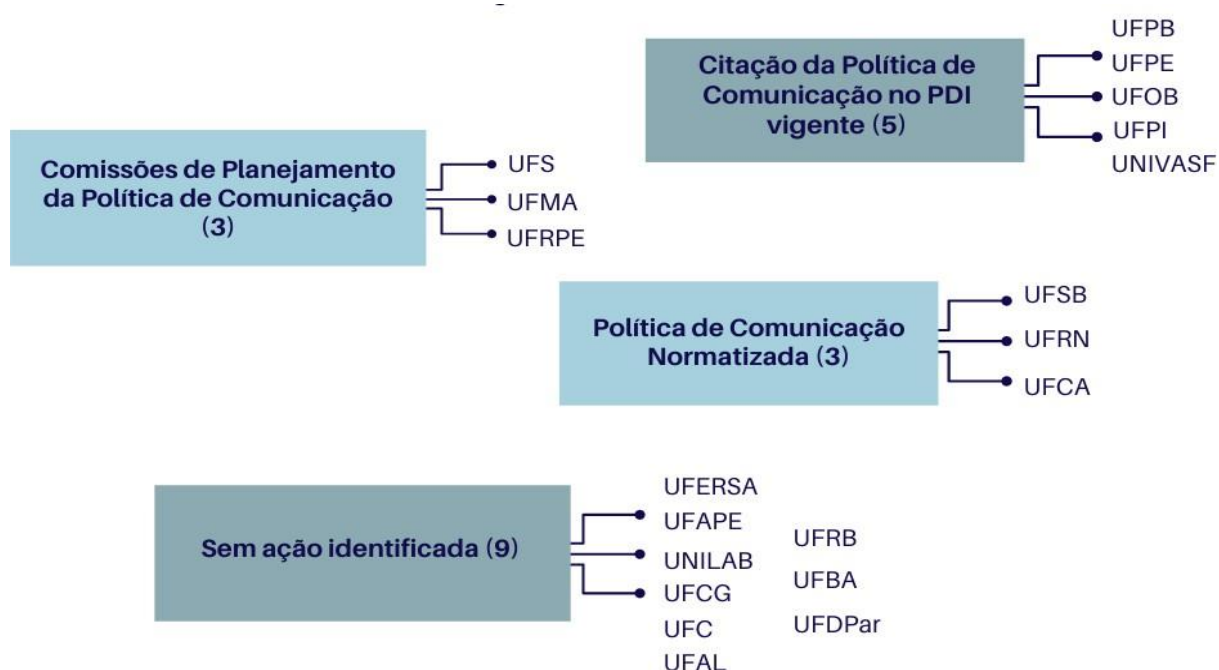 Citação da Política de
Comunicação no PDI
vigente (5)
UFPB
UFPE
UFOB
UFPI
UNIVASF
Comissões de Planejamento
da Política de Comunicação
(3)
UFS
UFMA
UFRPE
Política de Comunicação
Normatizada (3)
UFSB
UFRN
UFCA
Sem ação identificada (9)
UFERSA
UFAPE
UNILAB
UFCG
UFC
UFAL
UFRB
UFBA
UFDPar